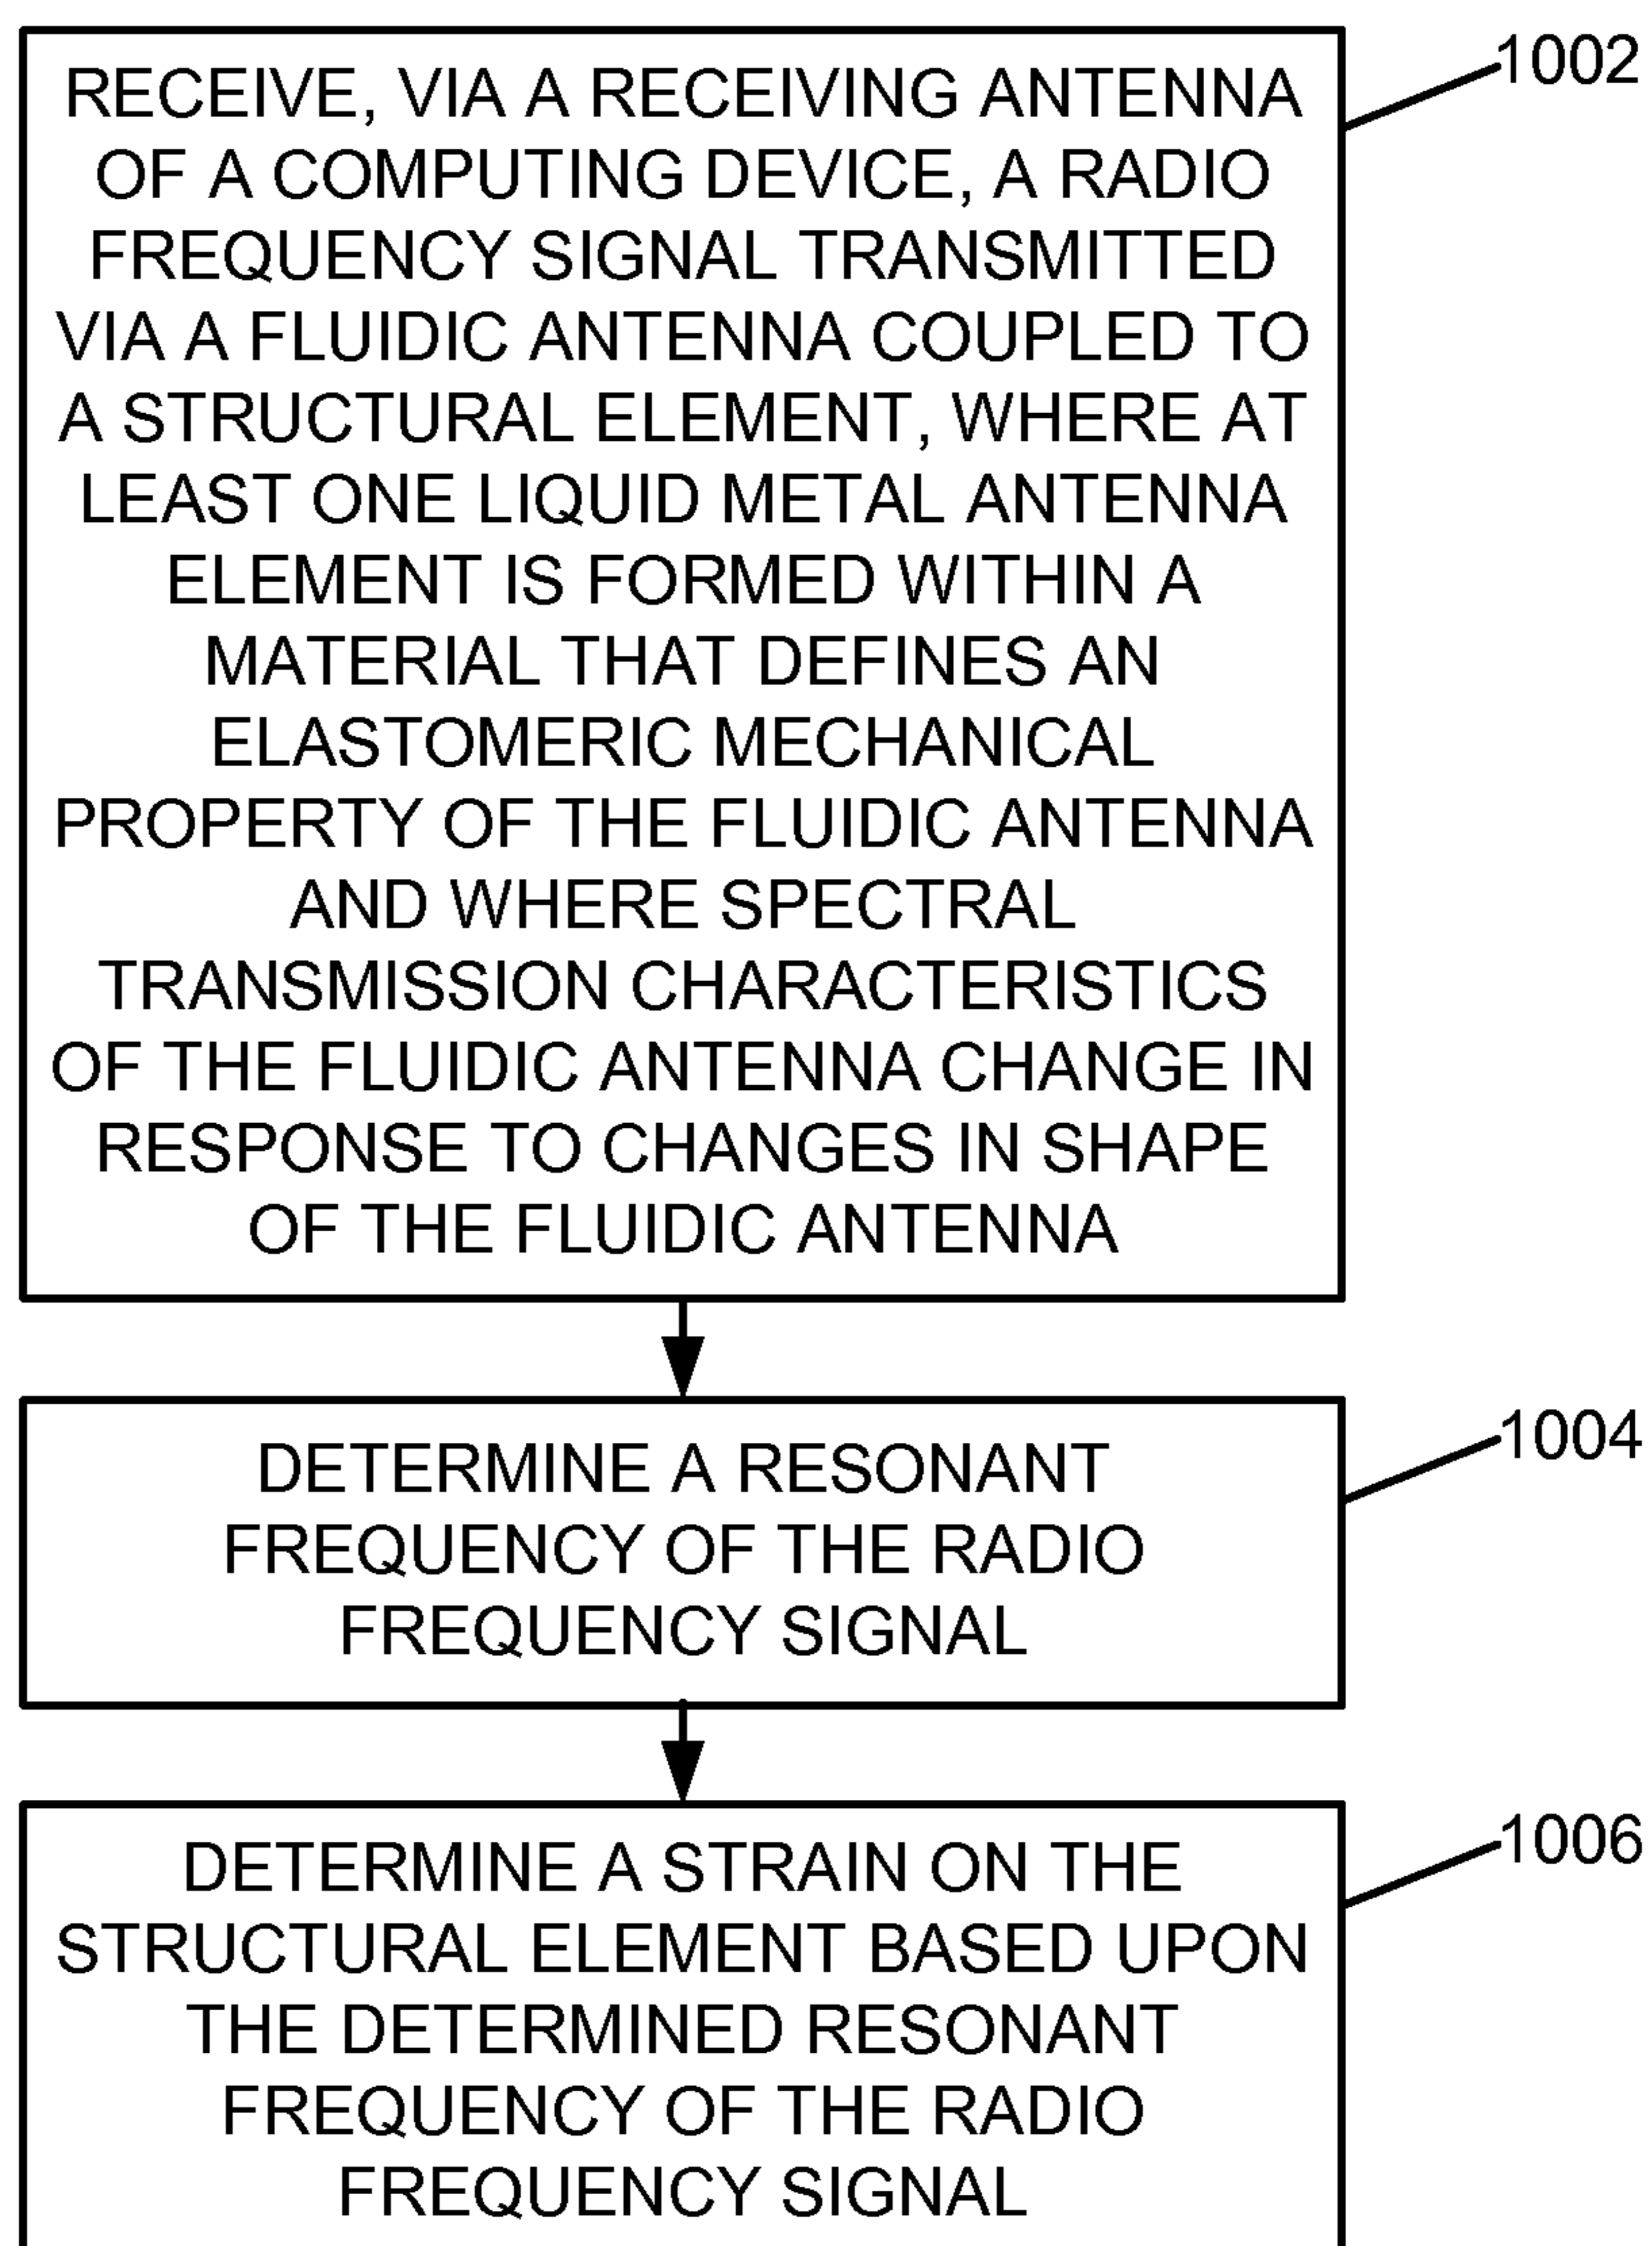 RECEIVE, VIA A RECEIVING ANTENNA
OF A COMPUTING DEVICE, A RADIO
FREQUENCY SIGNAL TRANSMITTED
VIA A FLUIDIC ANTENNA COUPLED TO
A STRUCTURAL ELEMENT, WHERE AT
LEAST ONE LIQUID METAL ANTENNA
ELEMENT IS FORMED WITHIN A
MATERIAL THAT DEFINES AN
ELASTOMERIC MECHANICAL
PROPERTY OF THE FLUIDIC ANTENNA
AND WHERE SPECTRAL
TRANSMISSION CHARACTERISTICS
OF THE FLUIDIC ANTENNA CHANGE IN
RESPONSE TO CHANGES IN SHAPE
OF THE FLUIDIC ANTENNA
1002
DETERMINE A RESONANT
FREQUENCY OF THE RADIO
FREQUENCY SIGNAL
1004
DETERMINE A STRAIN ON THE
STRUCTURAL ELEMENT BASED UPON
THE DETERMINED RESONANT
FREQUENCY OF THE RADIO
FREQUENCY SIGNAL
1006